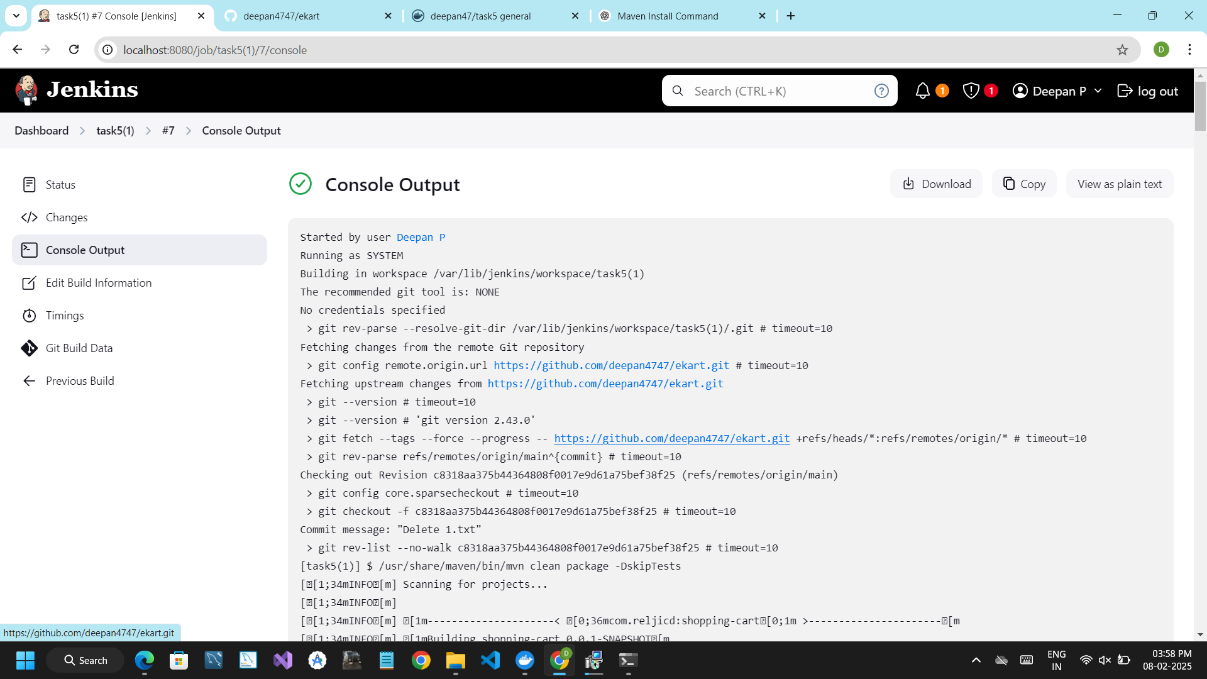 task5(1) #7 Console [Jenkins]
deepan4747/ekart
deepan47/task5 general
Maven Install Command
localhost:8080/job/task5(1)/7/console
D
Jenkins
Search (CTRL+K)
1
1
Deepan P
log out
Dashboard > task5(1) > #7 > Console Output
Status
Changes
Console Output
Edit Build Information
Timings
Git Build Data
Previous Build
Console Output
Download
Copy
View as plain text
Started by user Deepan P
Running as SYSTEM
Building in workspace /var/lib/jenkins/workspace/task5(1)
The recommended git tool is: NONE
No credentials specified
> git rev-parse --resolve-git-dir /var/lib/jenkins/workspace/task5(1)/.git # timeout=10
Fetching changes from the remote Git repository
> git config remote.origin.url https://github.com/deepan4747/ekart.git # timeout=10
Fetching upstream changes from https://github.com/deepan4747/ekart.git
> git --version # timeout=10
> git --version # 'git version 2.43.0'
> git fetch --tags --force --progress -- https://github.com/deepan4747/ekart.git +refs/heads/*:refs/remotes/origin/* # timeout=10
> git rev-parse refs/remotes/origin/main^{commit} # timeout=10
Checking out Revision c8318aa375b44364808f0017e9d61a75bef38f25 (refs/remotes/origin/main)
> git config core.sparsecheckout # timeout=10
> git checkout -f c8318aa375b44364808f0017e9d61a75bef38f25 # timeout=10
Commit message: "Delete 1.txt"
> git rev-list --no-walk c8318aa375b44364808f0017e9d61a75bef38f25 # timeout=10
[task5(1)] $ /usr/share/maven/bin/mvn clean package -DskipTests
[␛[1;34mINFO␛[m] Scanning for projects...
[␛[1;34mINFO␛[m]
[␛[1;34mINFO␛[m] ␛[1m---------------------< ␛[0;36mcom.reljicd:shopping-cart␛[0;1m >----------------------␛[m
[␛[1;34mINFO␛[m] ␛[1mBuilding shopping-cart 0.0.1-SNAPSHOT␛[m
https://github.com/deepan4747/ekart.git
Search
D
ENG
IN
03:58 PM
08-02-2025